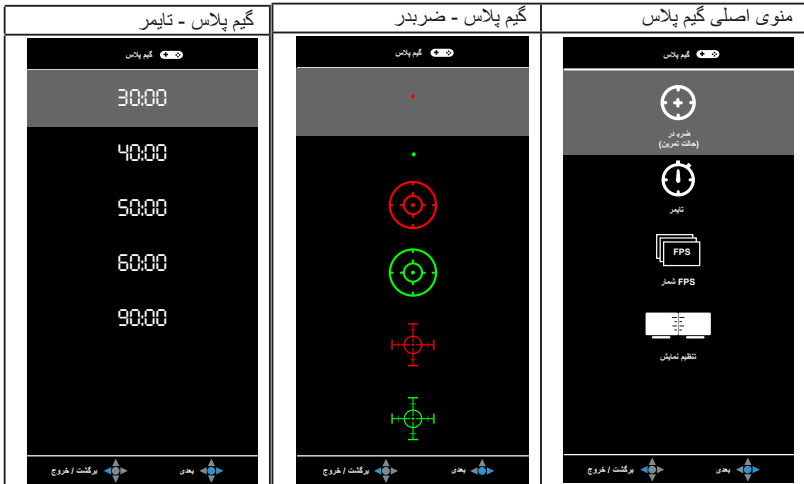 منوی اصلی گیم پلاس
گیم پلاس
ضربدر
(حالت تمرین)
تایمر
FPS
FPS شمار
تنظیم نمایش
بعدی
برگشت / خروج
گیم پلاس - ضربدر
گیم پلاس
بعدی
برگشت / خروج
گیم پلاس - تایمر
گیم پلاس
30:00
40:00
50:00
60:00
90:00
بعدی
برگشت / خروج